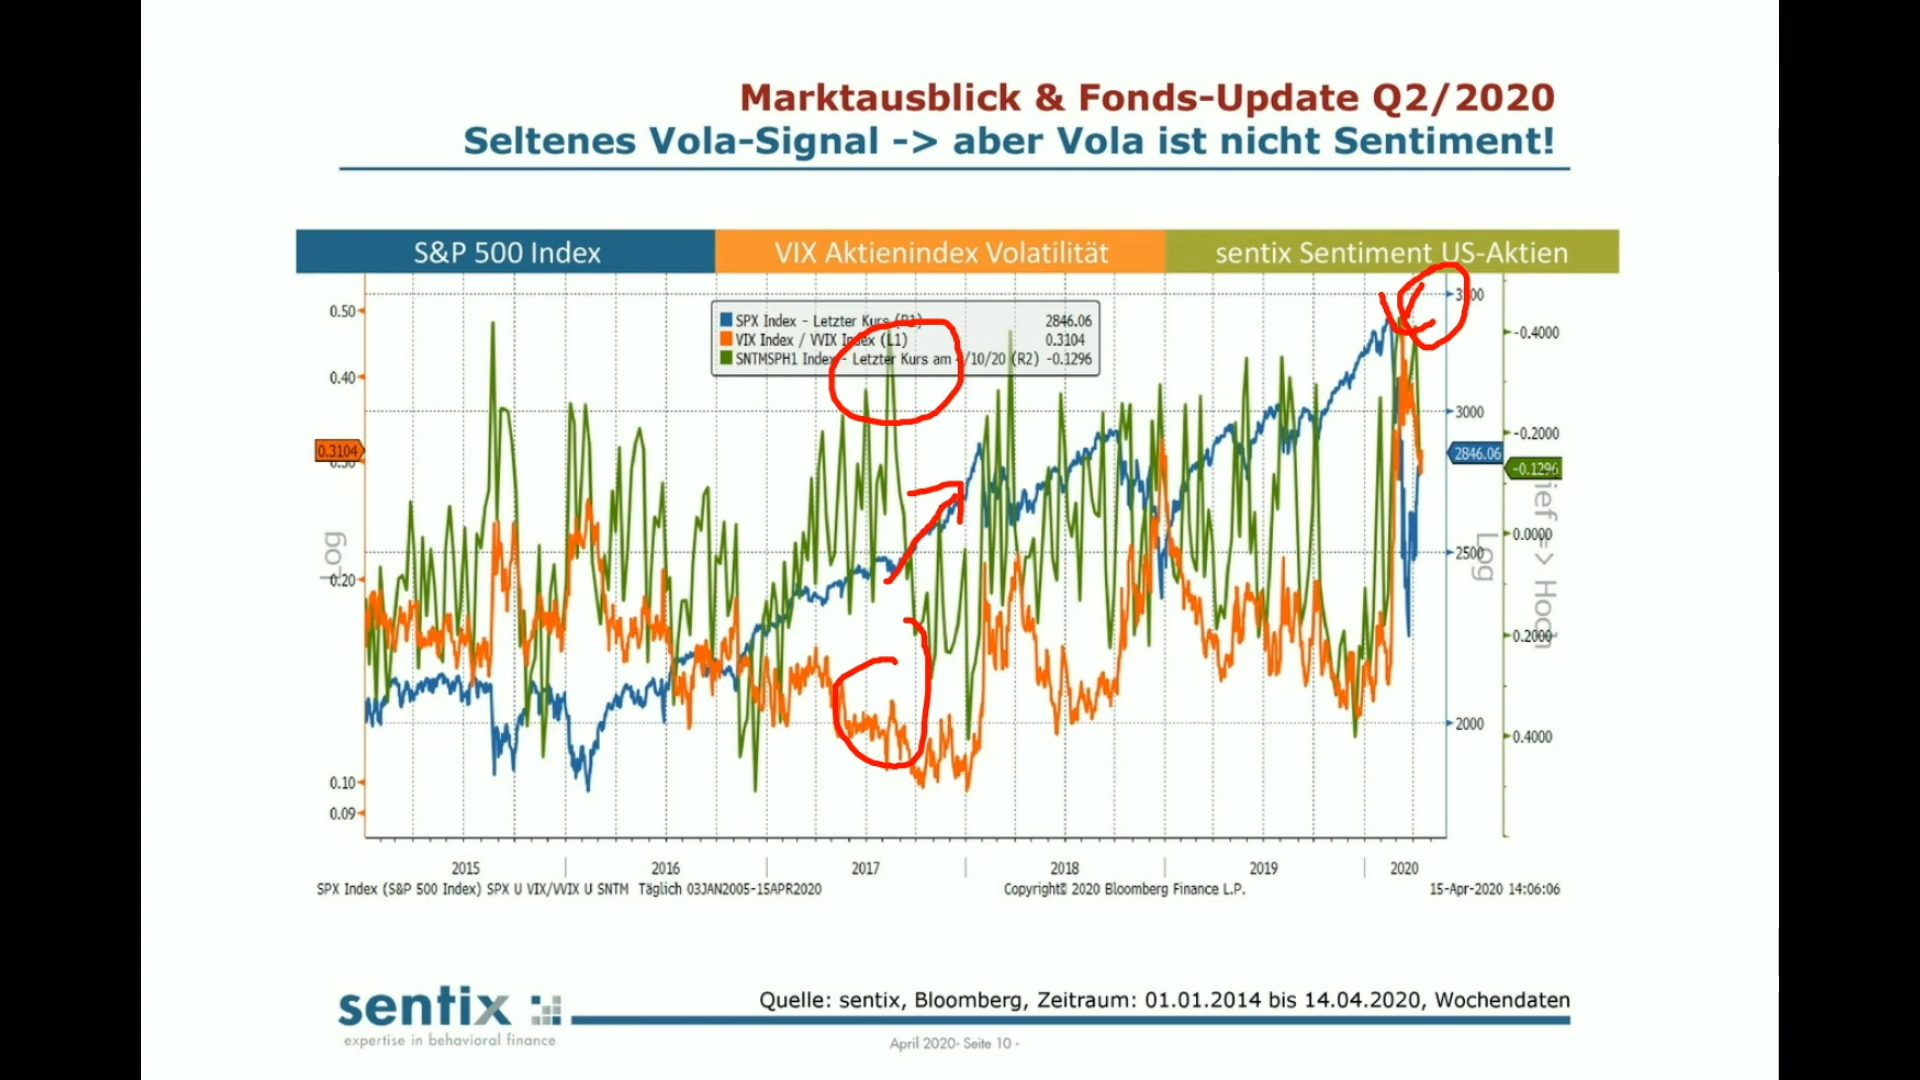 Marktausblick & Fonds-Update Q2/2020
Seltenes Vola-Signal -> aber Vola ist nicht Sentiment!
S&P 500 Index
VIX Aktienindex Volatilität
sentix Sentiment US-Aktien
SPX Index - Letzter Kurs (R1) 2846.06
VIX Index / VVIX Index (L1) 0.3104
SNTMSPH1 Index - Letzter Kurs am 4/10/20 (R2) -0.1296
0.50
0.40
0.3104
0.20
0.10
0.09
Log
3000
2846.06
2500
2000
Log
-0.4000
-0.2000
-0.1296
0.0000
0.2000
0.4000
Tief => Hoch
2015 2016 2017 2018 2019 2020
SPX Index (S&P 500 Index) SPX U VIX/VVIX U SNTM Täglich 03JAN2005-15APR2020
Copyright© 2020 Bloomberg Finance L.P.
15-Apr-2020 14:06:06
sentix
expertise in behavioral finance
Quelle: sentix, Bloomberg, Zeitraum: 01.01.2014 bis 14.04.2020, Wochendaten
April 2020- Seite 10 -